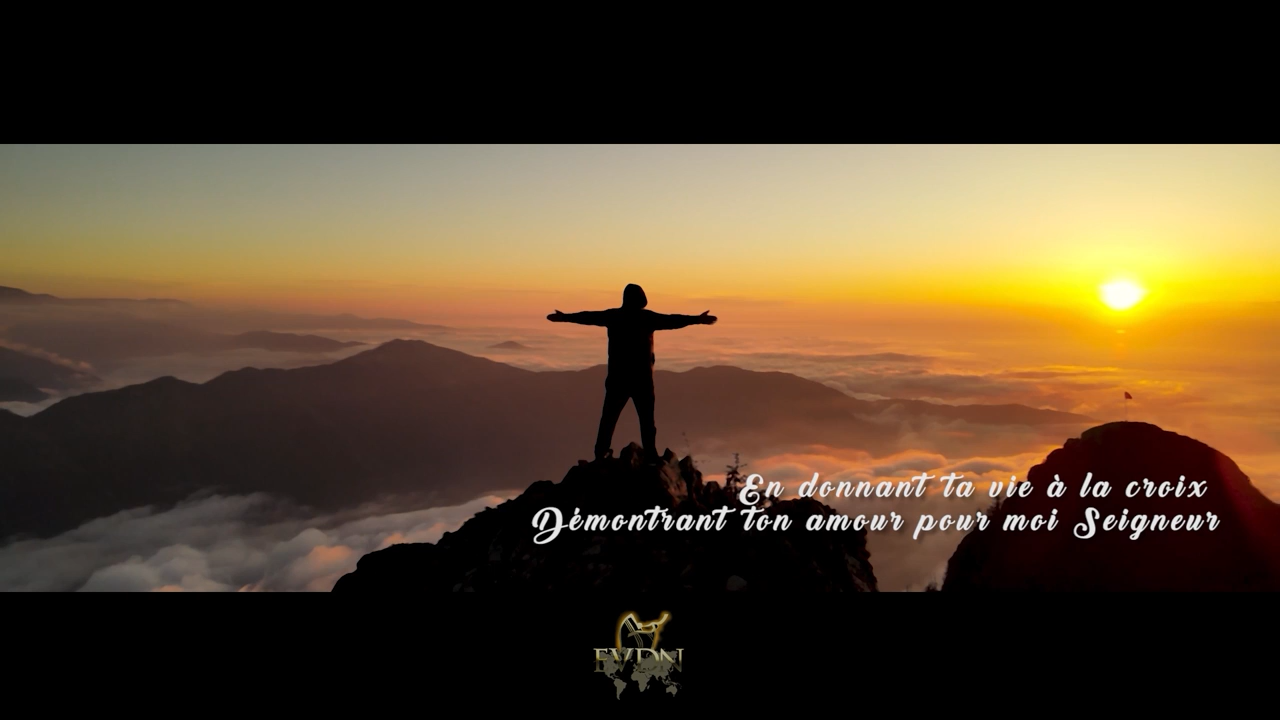 En donnant ta vie à la croix
Démontrant ton amour pour moi Seigneur
EVDN